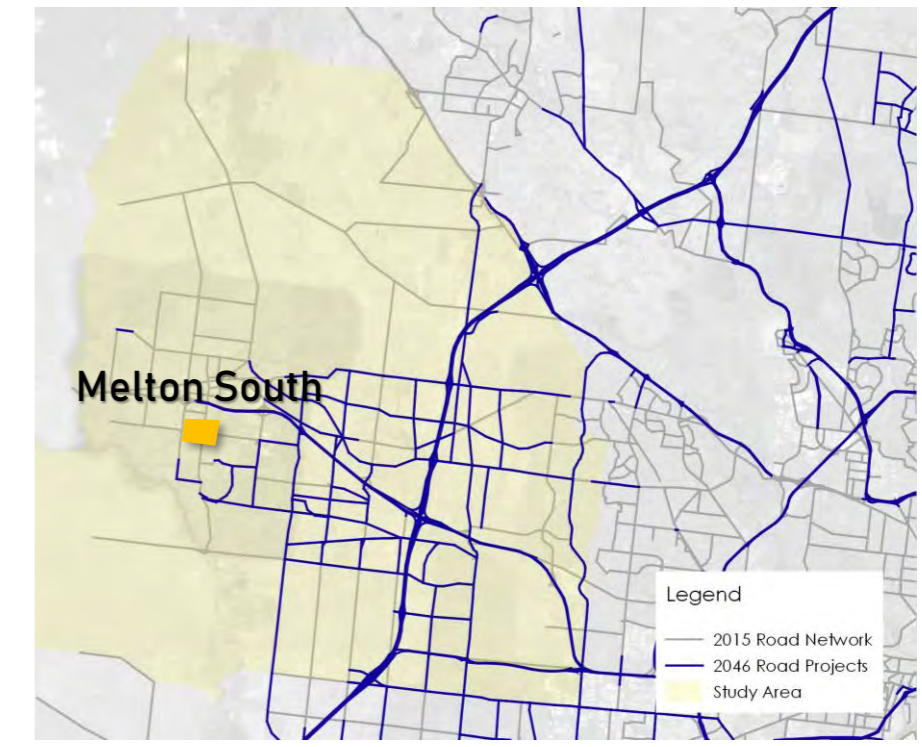 Melton South
Legend
2015 Road Network
2046 Road Projects
Study Area